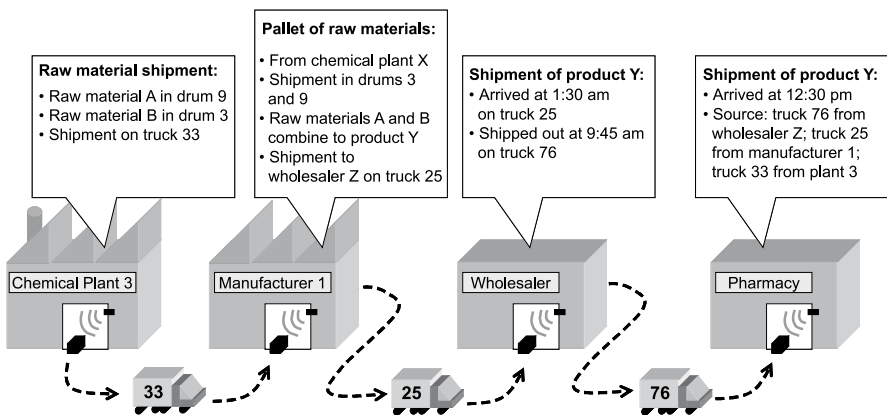 Raw material shipment:
• Raw material A in drum 9
• Raw material B in drum 3
• Shipment on truck 33
Pallet of raw materials:
• From chemical plant X
• Shipment in drums 3
and 9
• Raw materials A and B
combine to product Y
• Shipment to
wholesaler Z on truck 25
Shipment of product Y:
• Arrived at 1:30 am
on truck 25
• Shipped out at 9:45 am
on truck 76
Shipment of product Y:
• Arrived at 12:30 pm
• Source: truck 76 from
wholesaler Z; truck 25
from manufacturer 1;
truck 33 from plant 3
Chemical Plant 3
Manufacturer 1
Wholesaler
Pharmacy
33
25
76